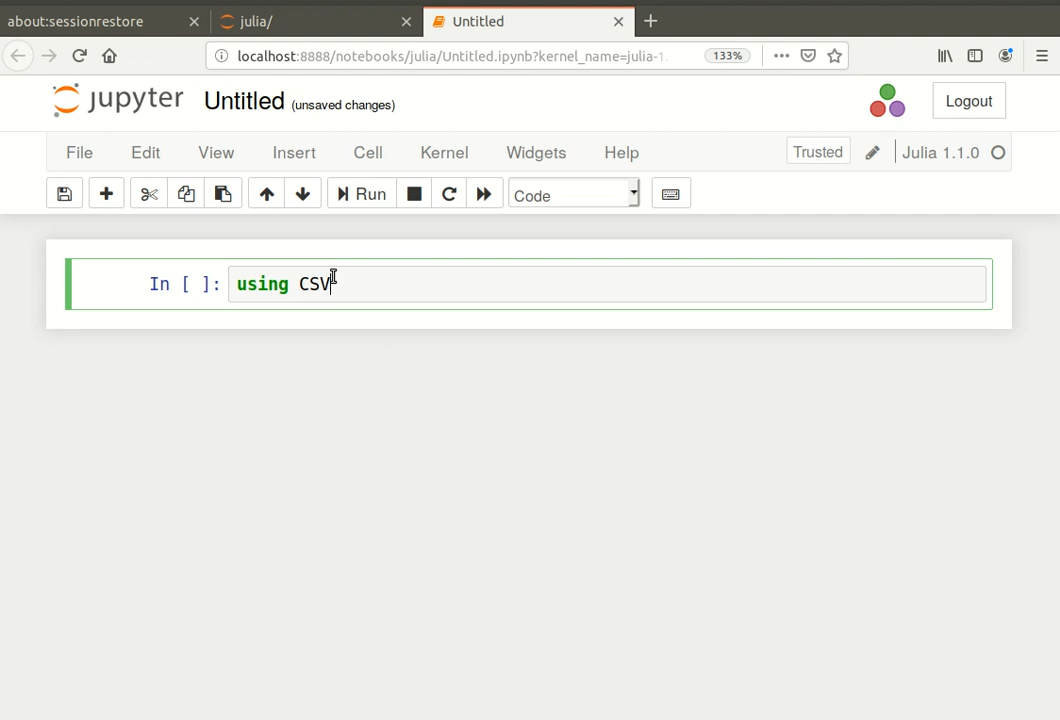 about:sessionrestore
julia/
Untitled
localhost:8888/notebooks/julia/Untitled.ipynb?kernel_name=julia-1.
133%
jupyter Untitled (unsaved changes)
Logout
File Edit View Insert Cell Kernel Widgets Help Trusted Julia 1.1.0
Run Code
In [ ]: using CSV